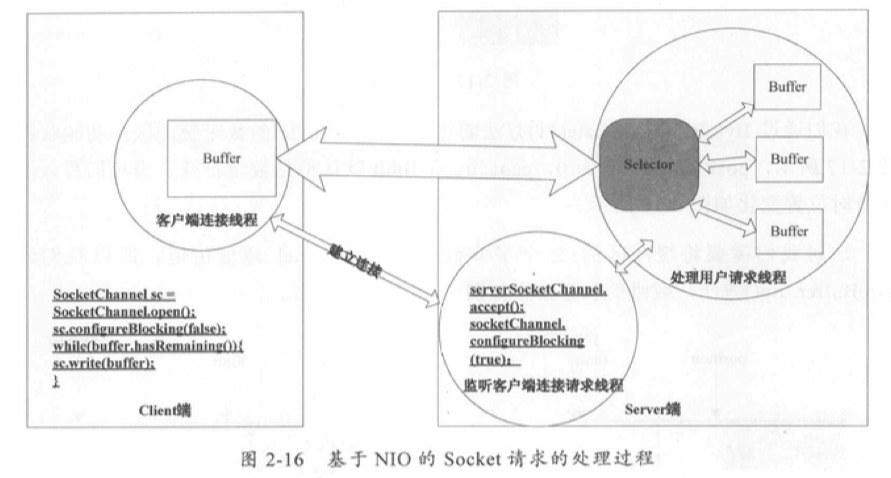 Buffer
客户端连接线程
SocketChannel sc =
SocketChannel.open();
sc.configureBlocking(false);
while(buffer.hasRemaining()){
sc.write(buffer);
}
Client端
建立连接
Selector
Buffer
Buffer
Buffer
处理用户请求线程
serverSocketChannel.
accept();
socketChannel.
configureBlocking
(true);
监听客户端连接请求线程
Server端
图 2-16 基于 NIO 的 Socket 请求的处理过程